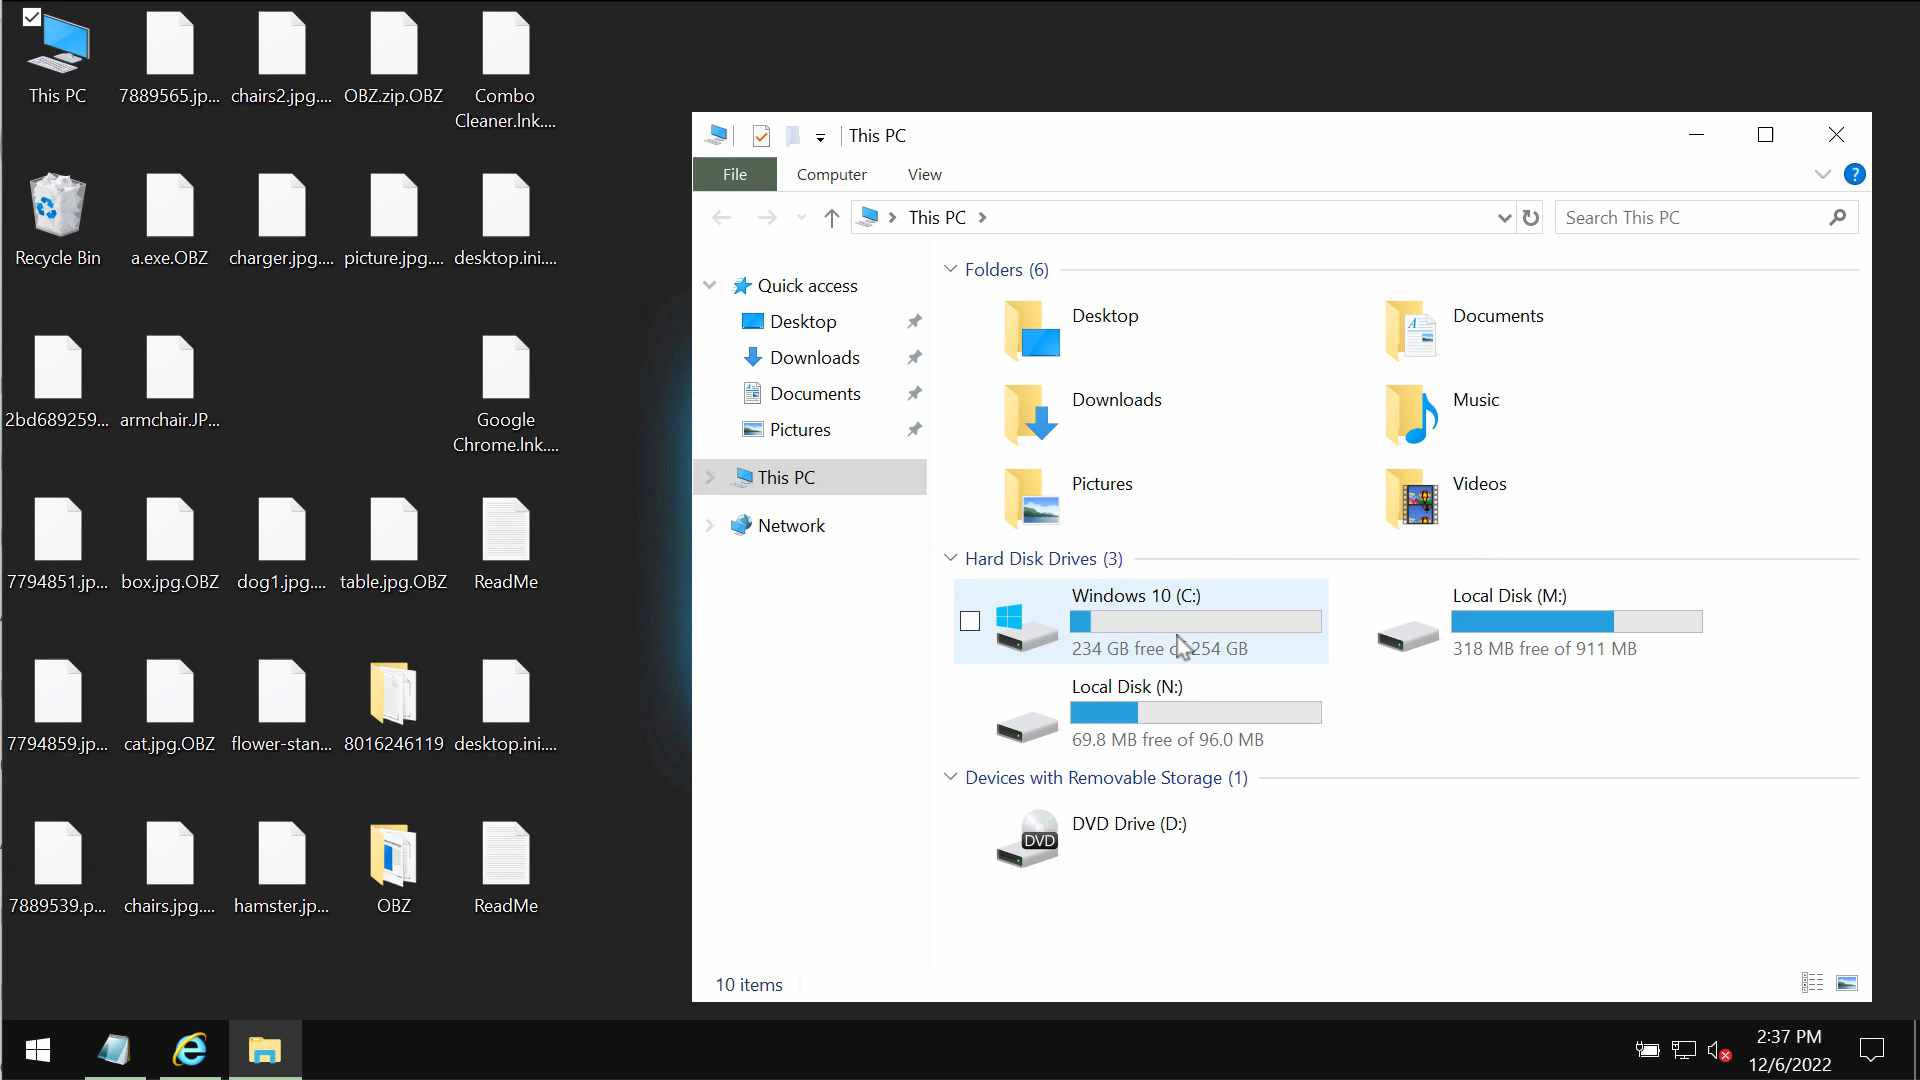 This PC
7889565.jp...
chairs2.jpg....
OBZ.zip.OBZ
Combo
Cleaner.lnk....
Recycle Bin
a.exe.OBZ
charger.jpg....
picture.jpg....
desktop.ini....
2bd689259...
armchair.JP...
Google
Chrome.lnk....
7794851.jp...
box.jpg.OBZ
dog1.jpg....
table.jpg.OBZ
ReadMe
7794859.jp...
cat.jpg.OBZ
flower-stan...
8016246119
desktop.ini....
7889539.p...
chairs.jpg....
hamster.jp...
OBZ
ReadMe
This PC
File
Computer
View
?
This PC
Search This PC
Quick access
Desktop
Downloads
Documents
Pictures
This PC
Network
Folders (6)
Desktop
Documents
Downloads
Music
Pictures
Videos
Hard Disk Drives (3)
Windows 10 (C:)
234 GB free of 254 GB
Local Disk (M:)
318 MB free of 911 MB
Local Disk (N:)
69.8 MB free of 96.0 MB
Devices with Removable Storage (1)
DVD
DVD Drive (D:)
10 items
2:37 PM
12/6/2022